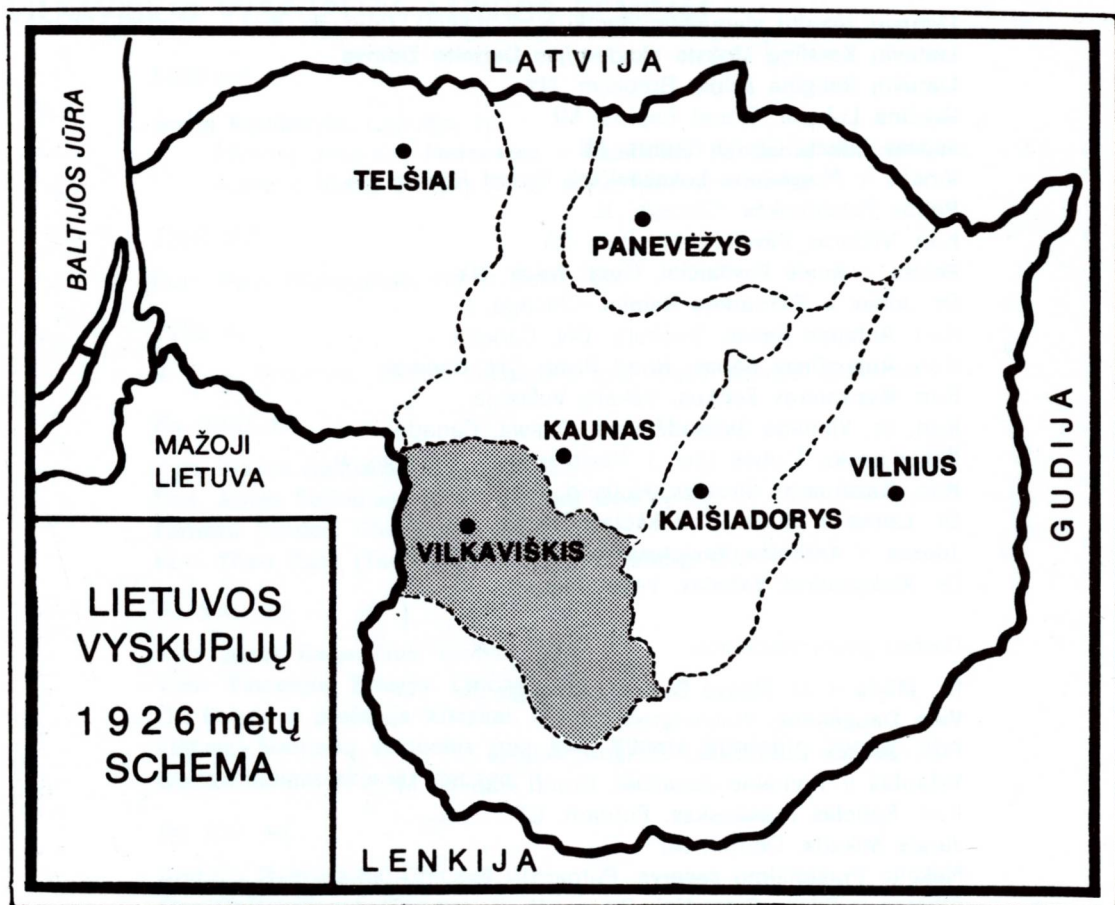 LATVIJA
BALTIJOS JŪRA
TELŠIAI
PANEVĖŽYS
MAŽOJI
LIETUVA
KAUNAS
VILNIUS
KAIŠIADORYS
VILKAVIŠKIS
GUDIJA
LIETUVOS
VYSKUPIJŲ
1926 metų
SCHEMA
LENKIJA